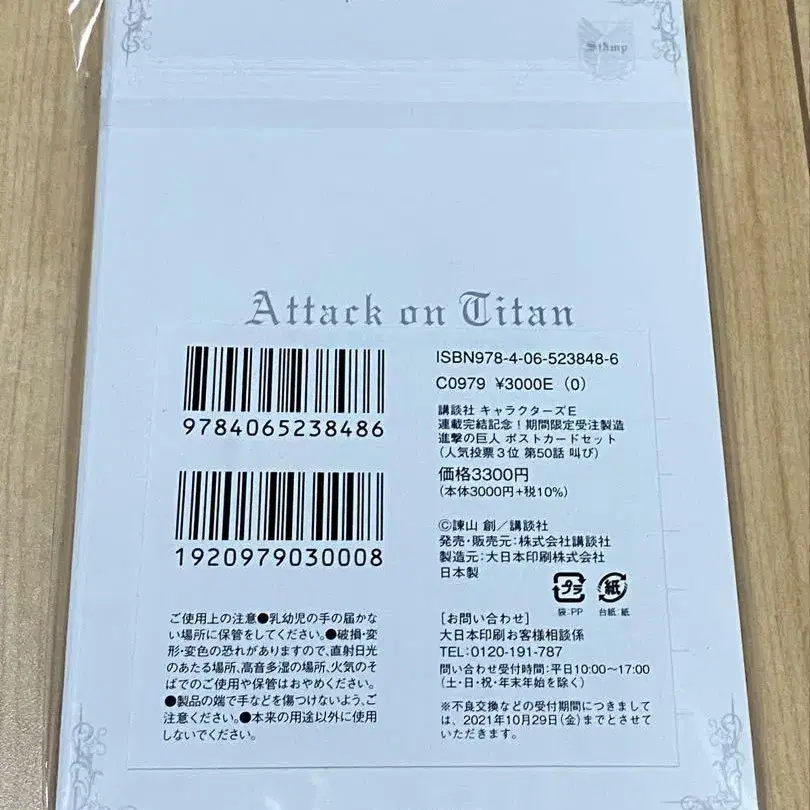 Stamp
Attack on Titan
9784065238486
1920979030008
ISBN978-4-06-523848-6
C0979 ¥3000E (0)
講談社 キャラクターズE
連載完結記念!期間限定受注製造
進撃の巨人 ポストカードセット
(人気投票3位 第50話 叫び)
価格3300円
(本体3000円+税10%)
©諫山 創/講談社
発売・販売元:株式会社講談社
製造元:大日本印刷株式会社
日本製
プラ
紙
袋:PP
台紙:紙
ご使用上の注意●乳幼児の手の届かな
い場所に保管をしてください。●破損・変
形・変色の恐れがありますので、直射日光
のあたる場所、高音多湿の場所、火気のそ
ばでのご使用や保管はおやめください。
●製品の端で手などを傷つけないよう、ご
注意ください。●本来の用途以外に使用
しないでください。
[お問い合わせ]
大日本印刷お客様相談係
TEL:0120-191-787
問い合わせ受付時間:平日10:00~17:00
(土・日・祝・年末年始を除く)
※不良交換などの受付期間につきまして
は、2021年10月29日(金)までとさせて
いただきます。